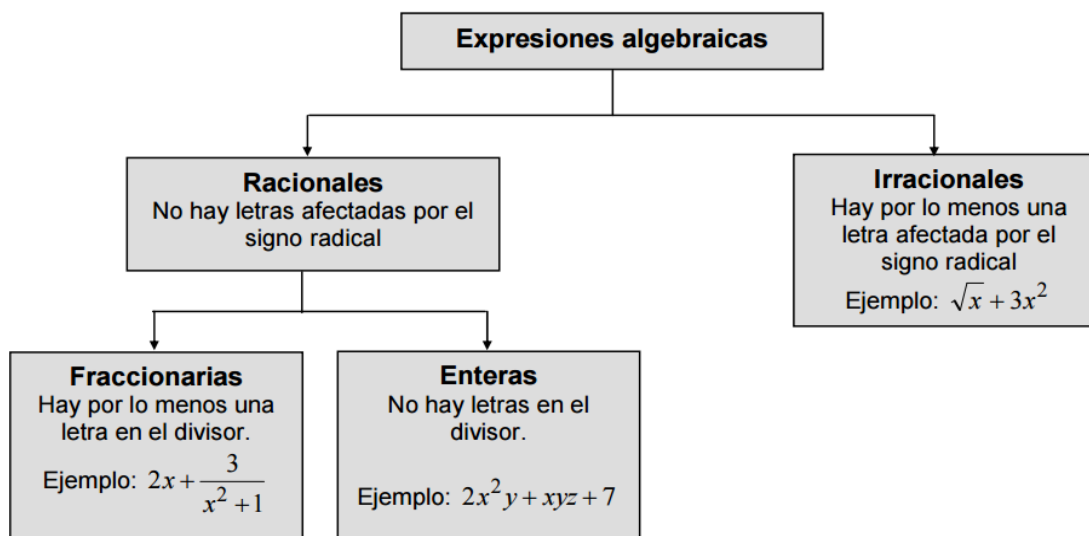 Expresiones algebraicas
Racionales
No hay letras afectadas por el
signo radical
Irracionales
Hay por lo menos una
letra afectada por el
signo radical
Ejemplo: √x + 3x²
Fraccionarias
Hay por lo menos una
letra en el divisor.
Ejemplo: 2x + 3/(x² + 1)
Enteras
No hay letras en el
divisor.
Ejemplo: 2x²y + xyz + 7